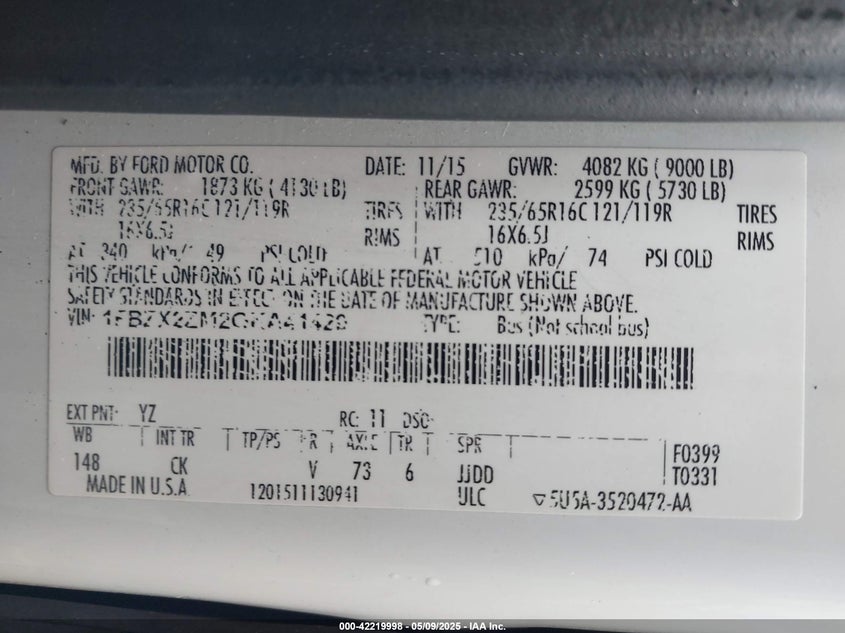 MFD. BY FORD MOTOR CO. DATE: 11/15 GVWR: 4082 KG ( 9000 LB)
FRONT GAWR: 1873 KG ( 4130 LB) REAR GAWR: 2599 KG ( 5730 LB)
WITH 235/65R16C 121/119R TIRES WITH 235/65R16C 121/119R TIRES
16X6.5J RIMS 16X6.5J RIMS
AT 340 kPa/ 49 PSI COLD AT 510 kPa/ 74 PSI COLD
THIS VEHICLE CONFORMS TO ALL APPLICABLE FEDERAL MOTOR VEHICLE
SAFETY STANDARDS IN EFFECT ON THE DATE OF MANUFACTURE SHOWN ABOVE.
VIN: TYPE: Bus (Not school bus)
EXT PNT: YZ RC: 11 DSO:
WB INT TR TP/PS R AXLE TR SPR F0399
148 CK V 73 6 JJDD T0331
MADE IN U.S.A. 1201511130941 ULC 5U5A-3520472-AA
000-42219998 - 05/09/2025 - IAA Inc.